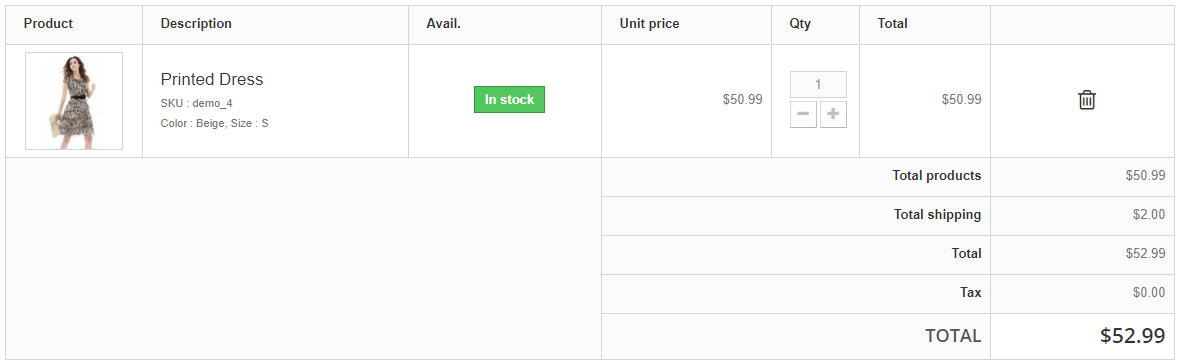 Product Description Avail. Unit price Qty Total
Printed Dress
SKU : demo_4
Color : Beige, Size : S
In stock
$50.99
1
$50.99
Total products $50.99
Total shipping $2.00
Total $52.99
Tax $0.00
TOTAL $52.99